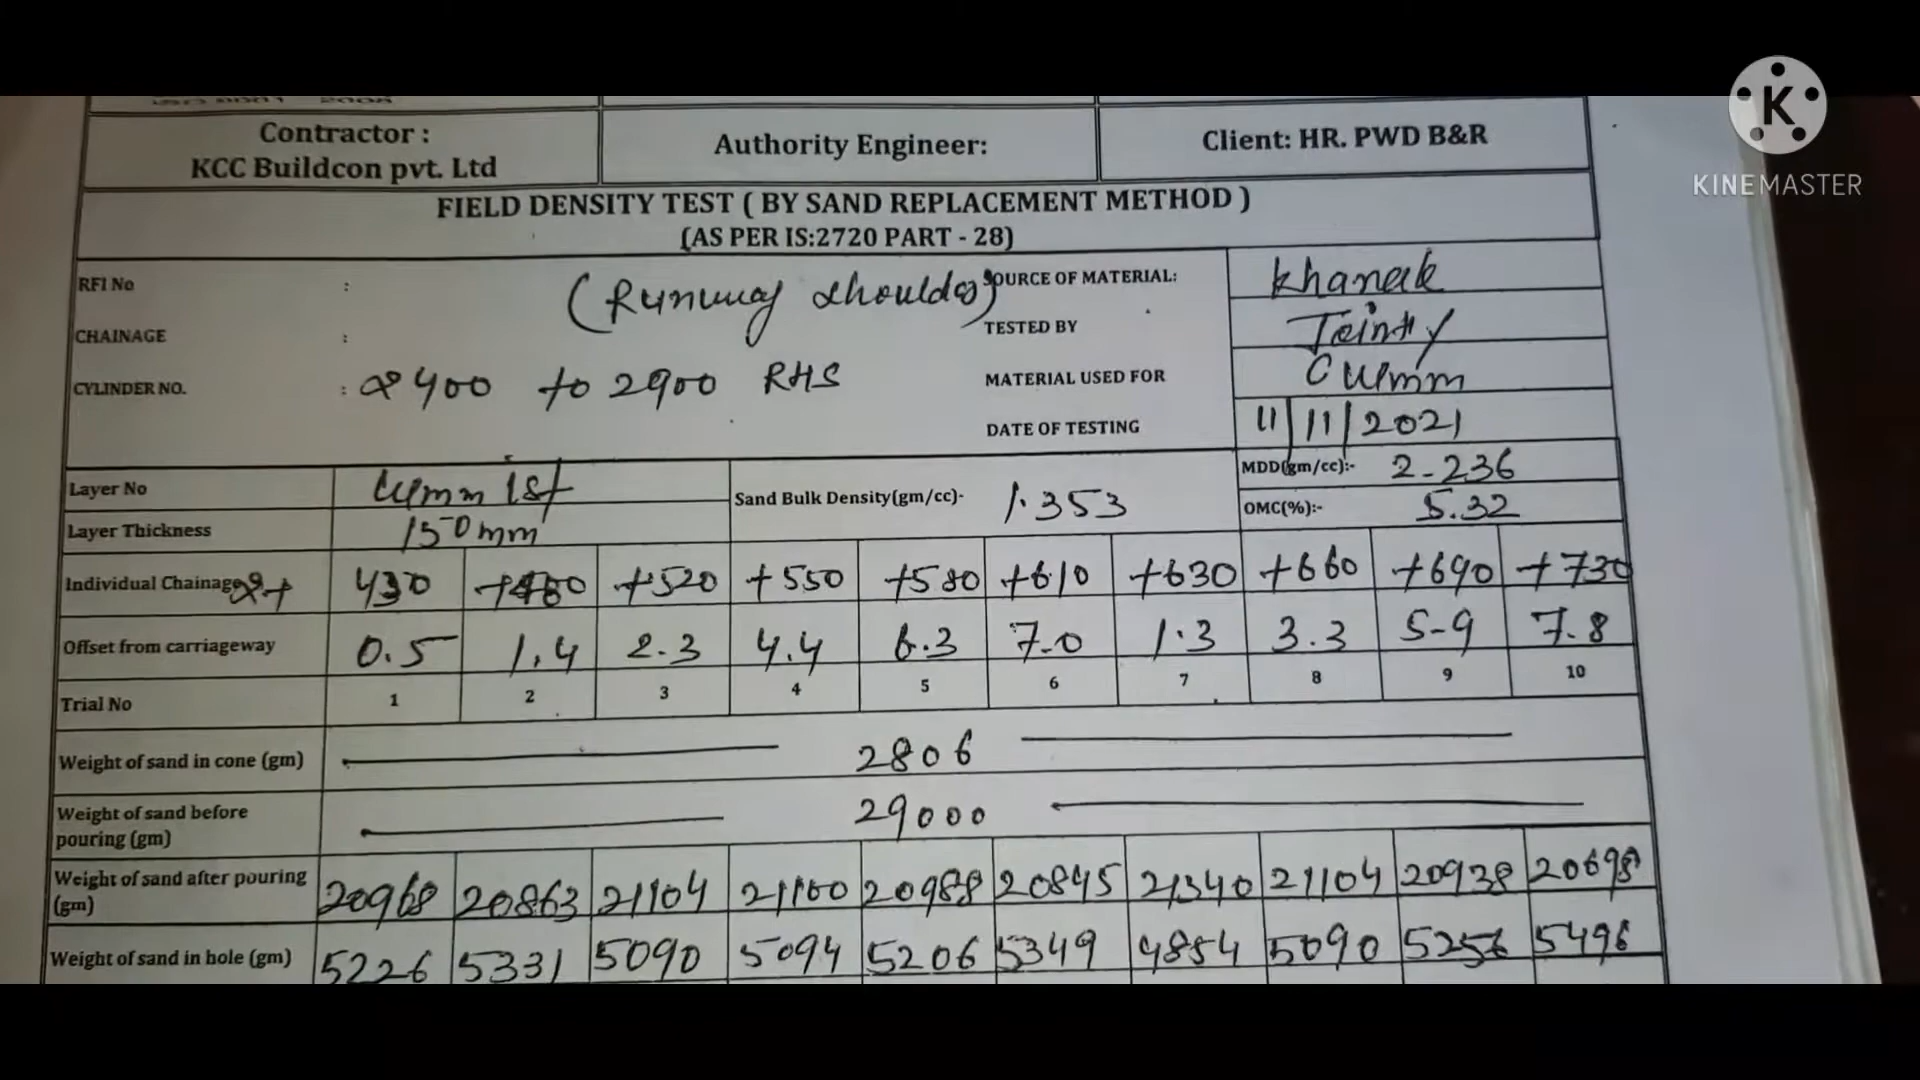 KINEMASTER
Contractor :
KCC Buildcon pvt. Ltd
Authority Engineer:
Client: HR. PWD B&R
FIELD DENSITY TEST ( BY SAND REPLACEMENT METHOD )
(AS PER IS:2720 PART - 28)
RFI No :
(Runway shoulder)
SOURCE OF MATERIAL: Khanak
CHAINAGE :
TESTED BY
CYLINDER NO. : 2400 to 2900 RHS
MATERIAL USED FOR
DATE OF TESTING 11/11/2021
Layer No 1st
Sand Bulk Density(gm/cc)- 1.353
MDD(gm/cc):- 2-236
Layer Thickness 150mm
OMC(%):- 5.32
Individual Chainage 2+ 430 +480 +520 +550 +580 +610 +630 +660 +690 +730
Offset from carriageway 0.5 1.4 2.3 4.4 6.3 7.0 1.3 3.3 5-9 7.8
Trial No 1 2 3 4 5 6 7 8 9 10
Weight of sand in cone (gm) 2806
Weight of sand before pouring (gm) 29000
Weight of sand after pouring (gm) 20968 20863 21104 21100 20988 20845 21340 21104 20938 20698
Weight of sand in hole (gm) 5226 5331 5090 5094 5206 5349 4854 5090 5256 5496